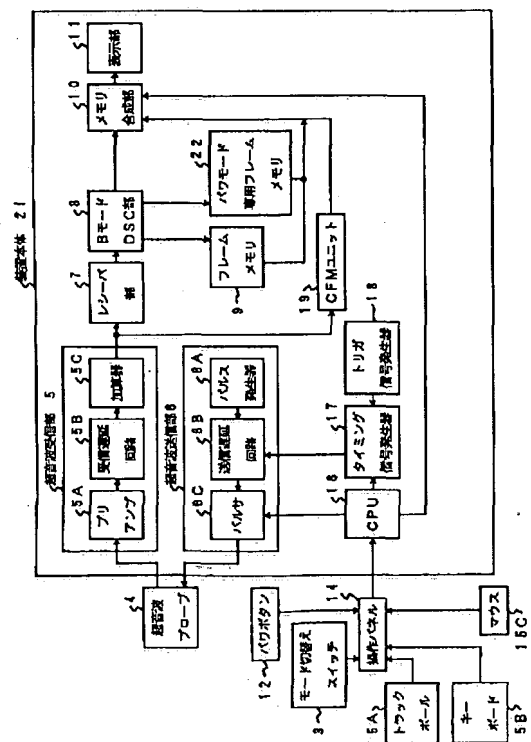 装置本体 21
超音波受信部 5
5A
プリ
アンプ
5B
受信遅延
回路
5C
加算器
7
レシーバ
部
8
Bモード
DSC部
10
メモリ
合成部
11
表示部
4
超音波
プローブ
超音波送信部 6
6C
パルサ
6B
送信遅延
回路
6A
パルス
発生器
9
フレーム
メモリ
22
パワモード
専用フレーム
メモリ
19
CFMユニット
12
パワボタン
3
モード切替え
スイッチ
14
操作パネル
16
CPU
17
タイミング
信号発生器
18
トリガ
信号発生器
5A
トラック
ボール
5B
キー
ボード
15C
マウス